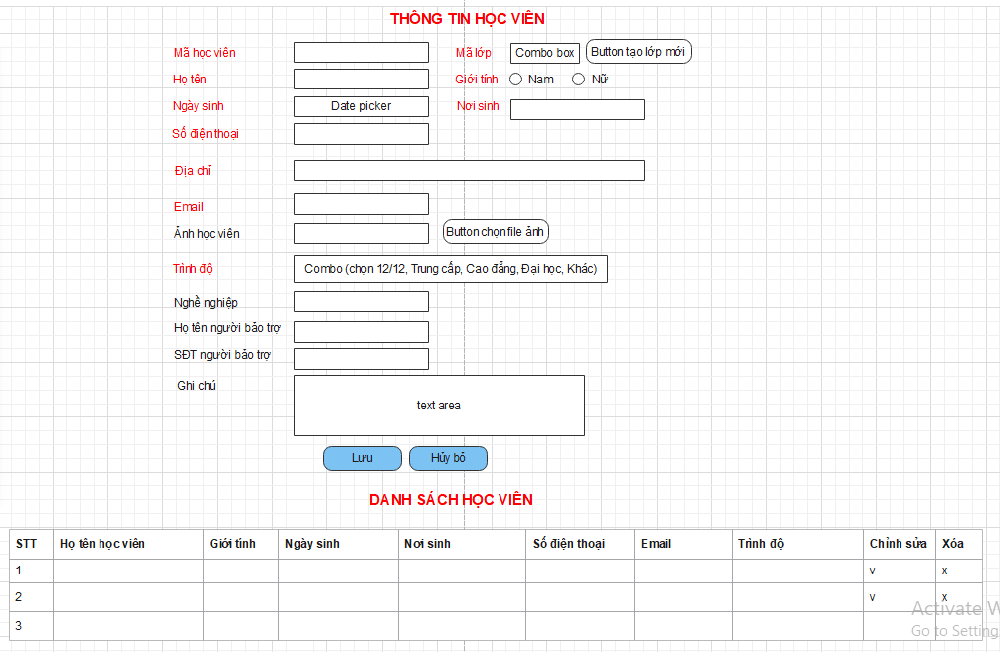 THÔNG TIN HỌC VIÊN
Mã học viên Mã lớp Combo box Button tạo lớp mới
Họ tên Giới tính Nam Nữ
Ngày sinh Date picker Nơi sinh
Số điện thoại
Địa chỉ
Email
Ảnh học viên Button chọn file ảnh
Trình độ Combo (chọn 12/12, Trung cấp, Cao đẳng, Đại học, Khác)
Nghề nghiệp
Họ tên người bảo trợ
SĐT người bảo trợ
Ghi chú text area
Lưu Hủy bỏ
DANH SÁCH HỌC VIÊN
STT Họ tên học viên Giới tính Ngày sinh Nơi sinh Số điện thoại Email Trình độ Chỉnh sửa Xóa
1 v x
2 v x
Activate W
3 Go to Setting